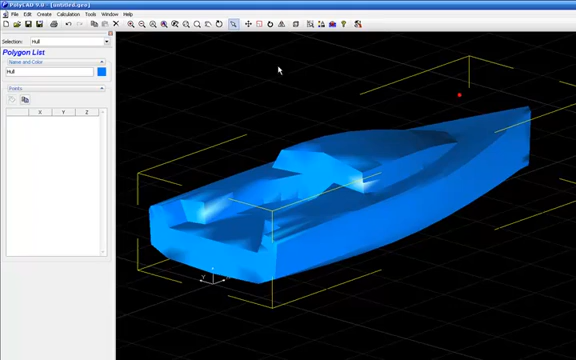 PolyCAD 9.0 - [untitled.geo]
File Edit Create Calculation Tools Window Help
Selection: Hull
Polygon List
Name and Color
Hull
Points
X Y Z
Y